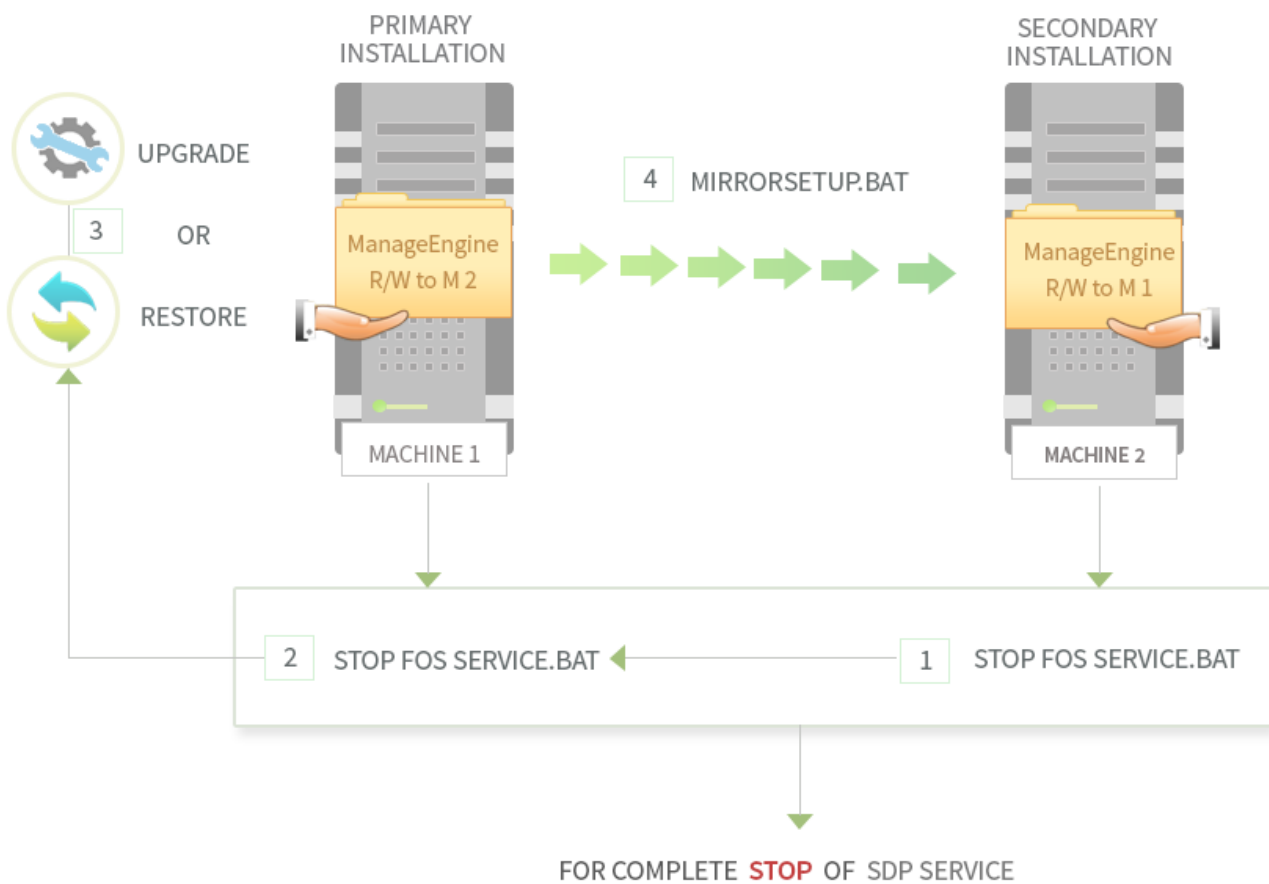 PRIMARY
INSTALLATION
SECONDARY
INSTALLATION
UPGRADE
3
OR
RESTORE
ManageEngine
R/W to M 2
4 MIRRORSETUP.BAT
ManageEngine
R/W to M 1
MACHINE 1
MACHINE 2
2 STOP FOS SERVICE.BAT
1 STOP FOS SERVICE.BAT
FOR COMPLETE STOP OF SDP SERVICE